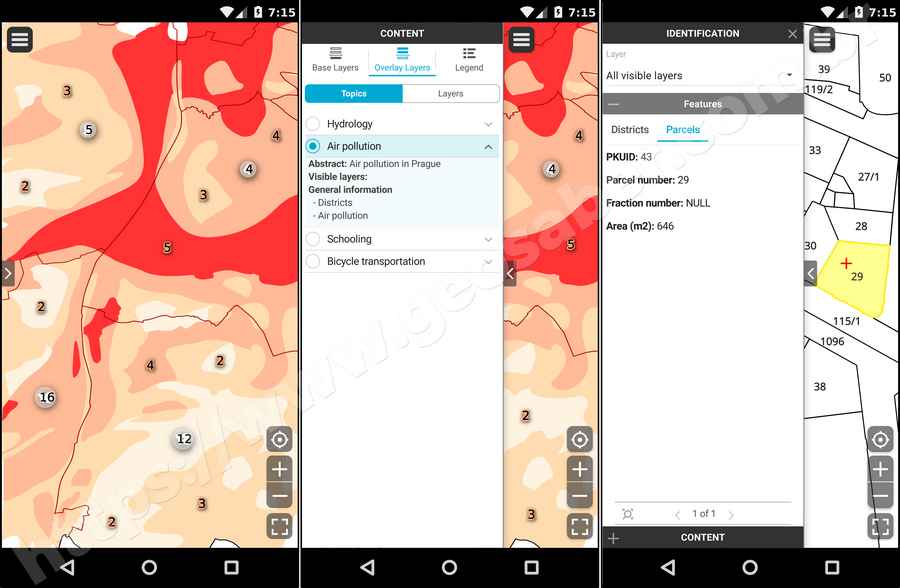 7:15
3
5
4
4
2
3
5
2
4
2
16
12
3
2
7:15
CONTENT
Base Layers
Overlay Layers
Legend
Topics
Layers
Hydrology
Air pollution
Abstract: Air pollution in Prague
Visible layers:
General information
- Districts
- Air pollution
Schooling
Bicycle transportation
4
4
5
2
3
7:15
IDENTIFICATION
Layer
All visible layers
Features
Districts
Parcels
PKUID: 43
Parcel number: 29
Fraction number: NULL
Area (m2): 646
1 of 1
CONTENT
39
50
119/2
33
27/1
28
30
29
115/1
1096
38